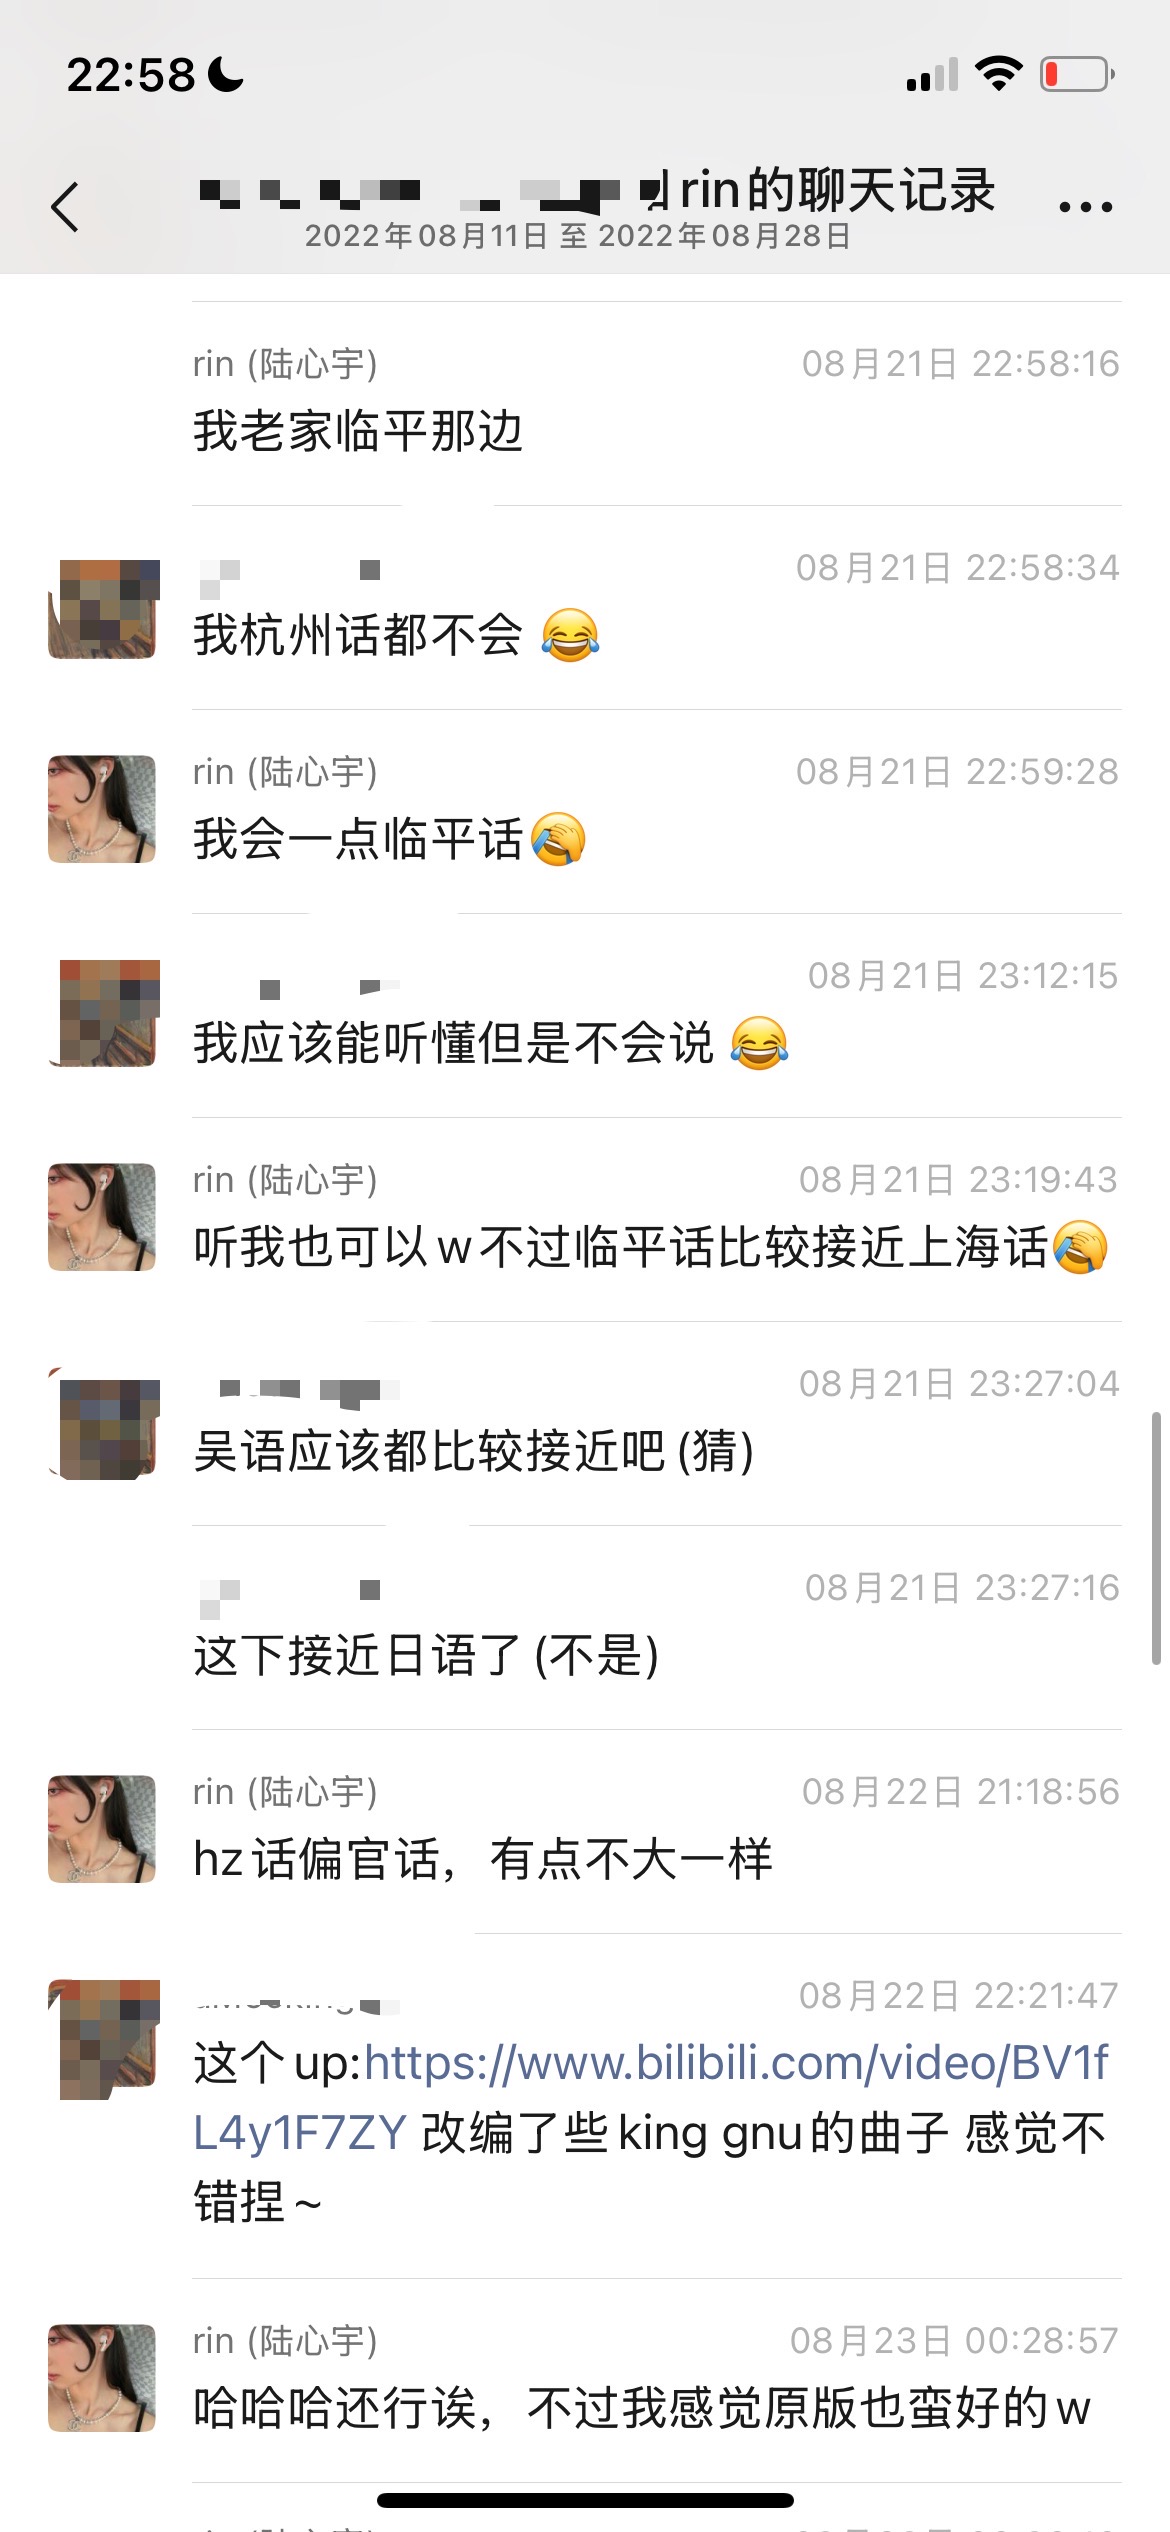 22:58
rin的聊天记录
2022年08月11日 至 2022年08月28日
rin (陆心宇)
08月21日 22:58:16
我老家临平那边
08月21日 22:58:34
我杭州话都不会 😂
rin (陆心宇)
08月21日 22:59:28
我会一点临平话🤦
08月21日 23:12:15
我应该能听懂但是不会说 😂
rin (陆心宇)
08月21日 23:19:43
听我也可以w不过临平话比较接近上海话🤦
08月21日 23:27:04
吴语应该都比较接近吧(猜)
08月21日 23:27:16
这下接近日语了(不是)
rin (陆心宇)
08月22日 21:18:56
hz话偏官话，有点不大一样
08月22日 22:21:47
这个up:https://www.bilibili.com/video/BV1f
L4y1F7ZY 改编了些king gnu的曲子 感觉不
错捏~
rin (陆心宇)
08月23日 00:28:57
哈哈哈还行诶，不过我感觉原版也蛮好的w